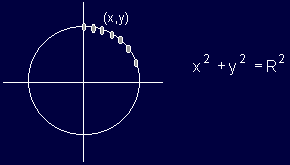 (x,y)
x² + y² = R²